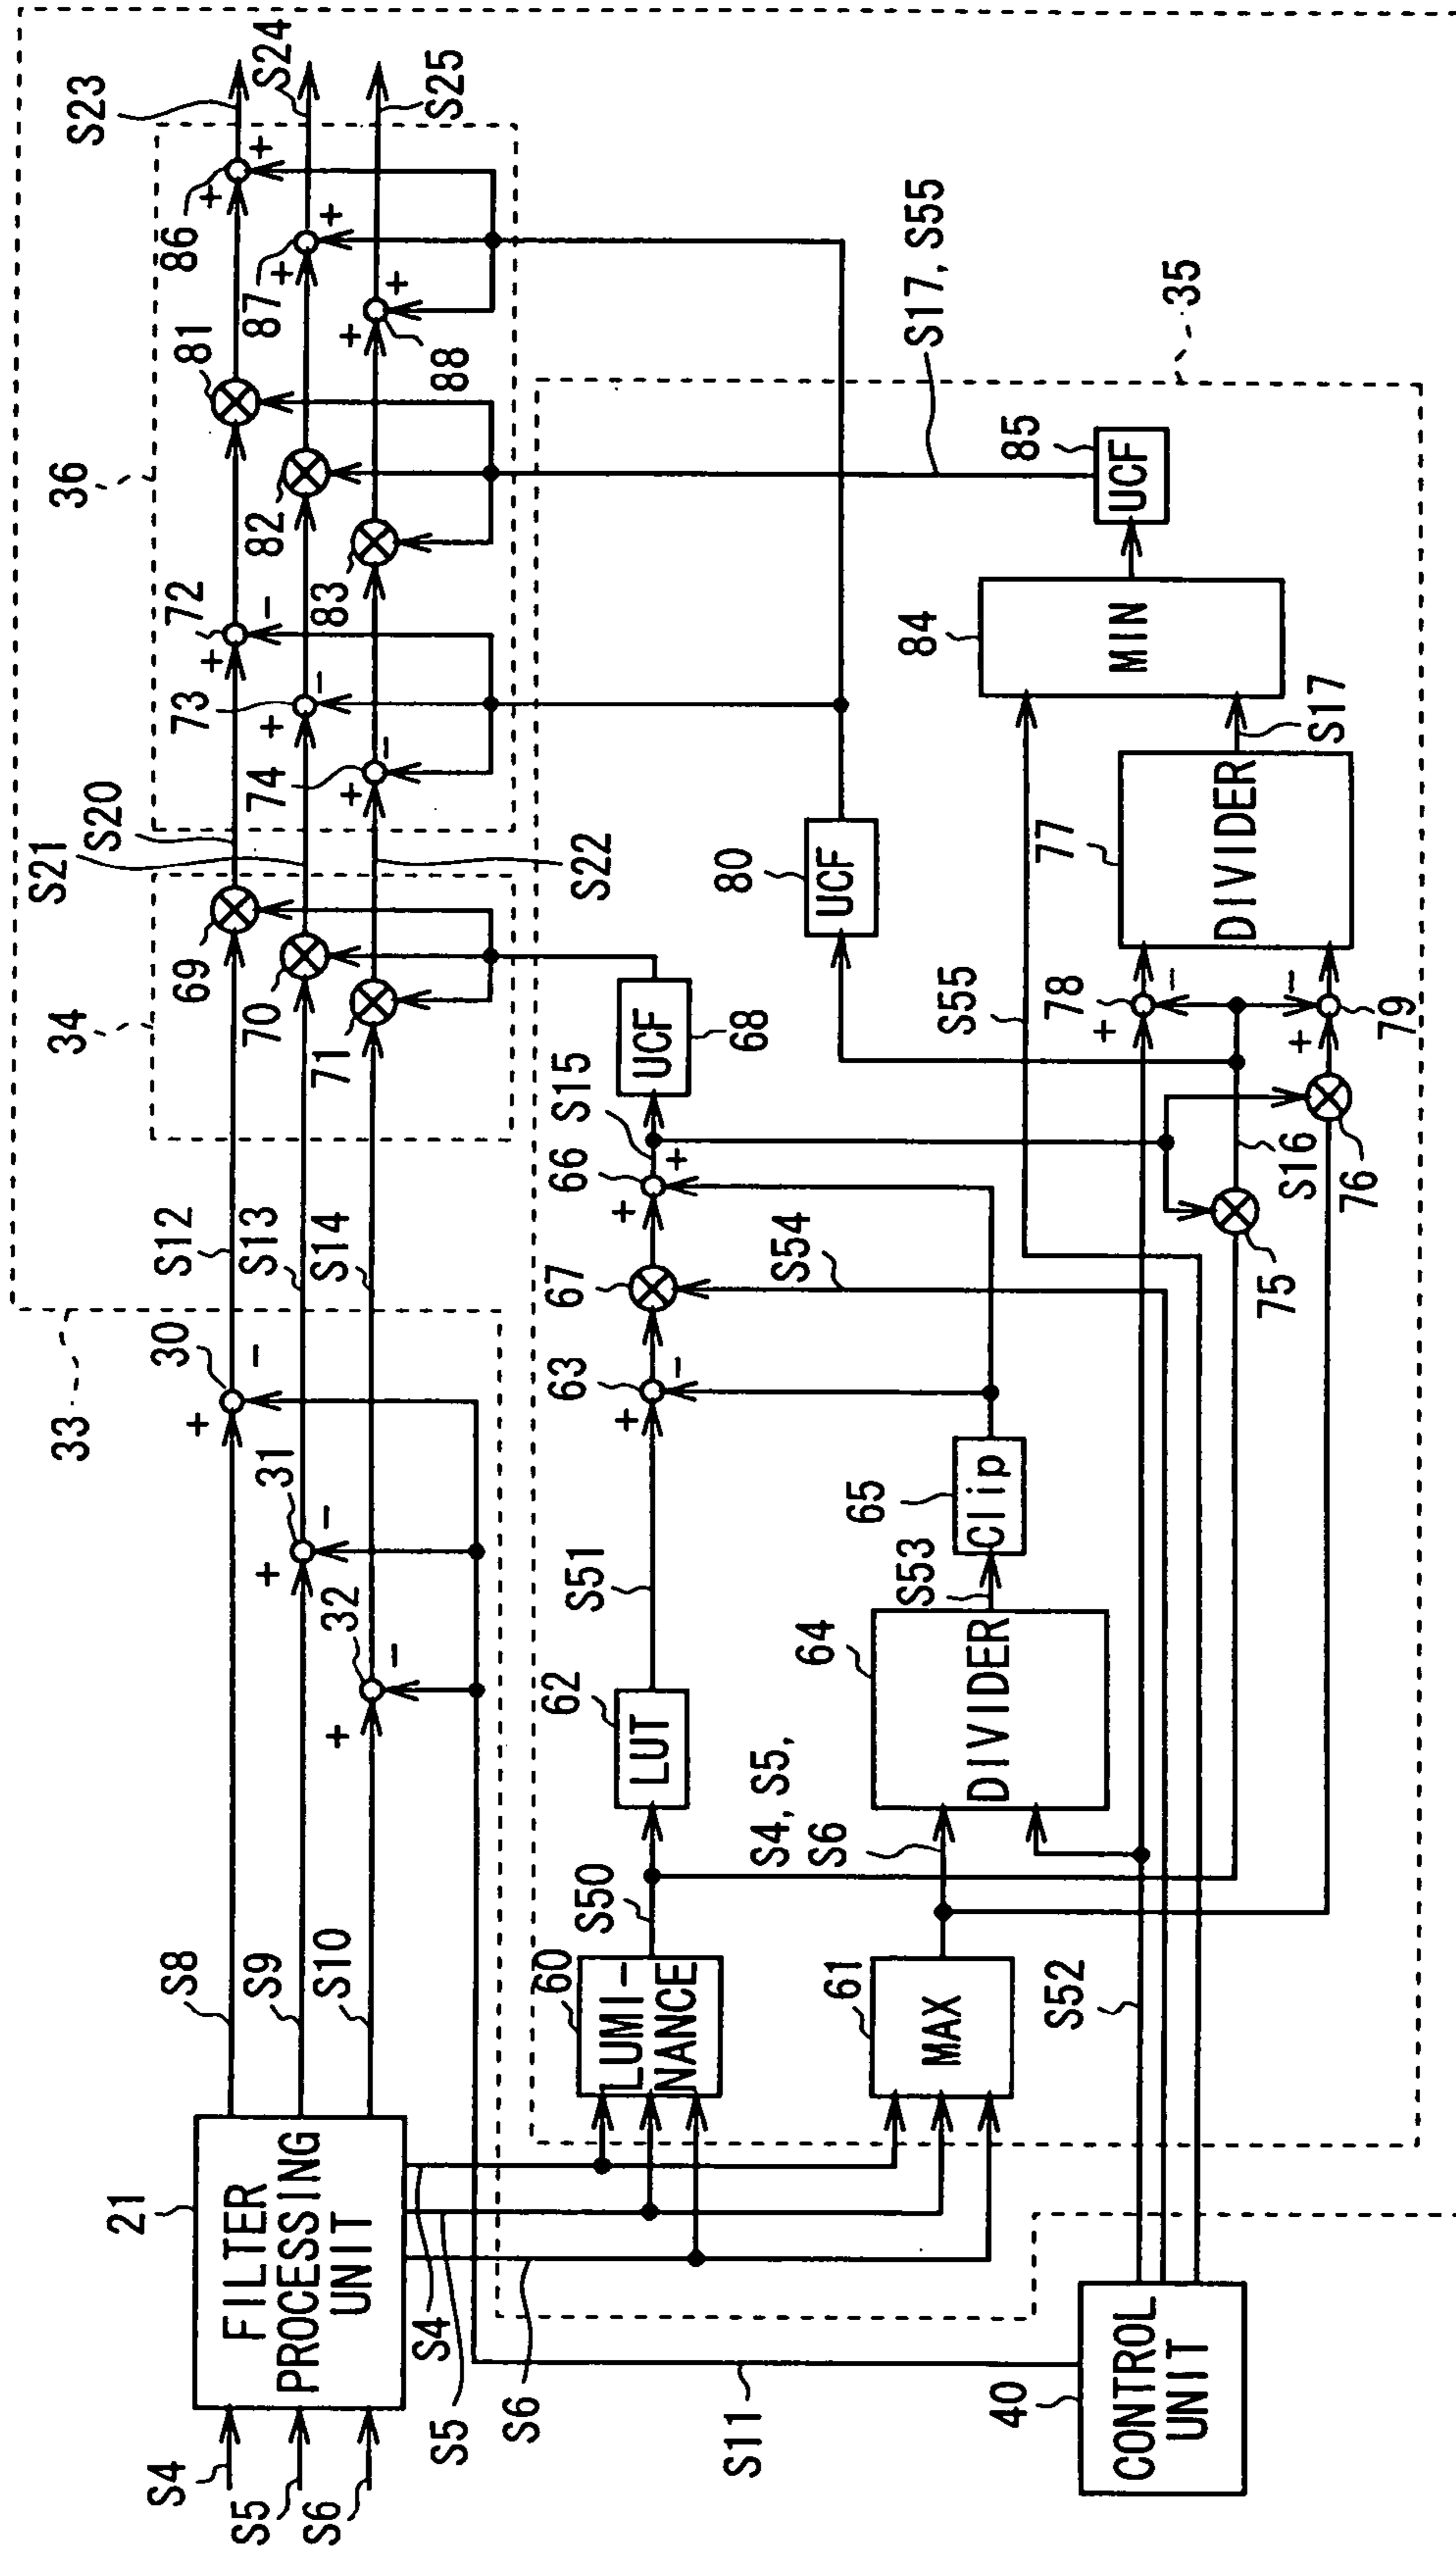 S4
S5
S6
21
FILTER
PROCESSING
UNIT
S8
S9
S10
S4
S5
S6
S11
40
CONTROL
UNIT
33
30
+
−
31
+
−
32
+
−
S12
S13
S14
34
69
70
71
S21
S20
S22
36
72
+
−
73
+
−
74
+
−
81
82
83
86
+
+
87
+
+
88
+
+
S23
S24
S25
35
60
LUMI-
NANCE
S50
62
LUT
S51
63
+
−
67
S54
66
+
+
S15
68
UCF
80
UCF
61
MAX
S4, S5,
S6
64
DIVIDER
S53
65
Clip
S52
S55
75
76
S16
78
+
−
79
+
−
77
DIVIDER
S17
84
MIN
85
UCF
S17, S55